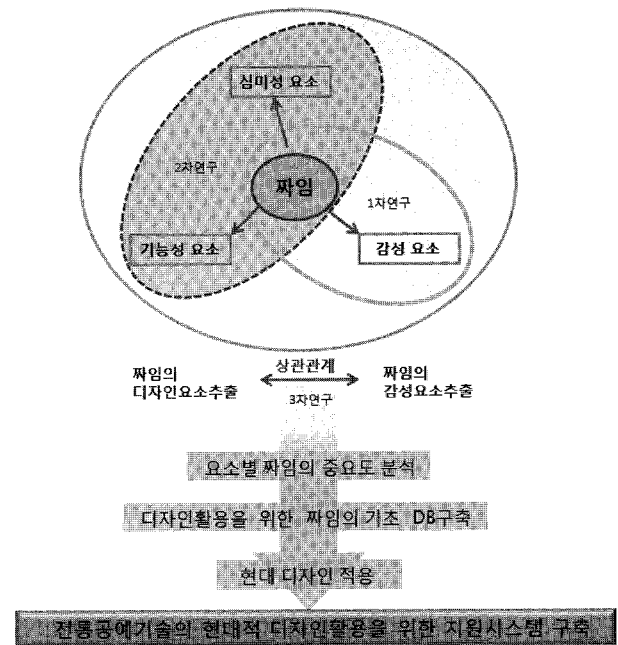 심미성 요소
2차연구
짜임
1차연구
기능성 요소
감성 요소
짜임의
디자인요소추출
상관관계
3차연구
짜임의
감성요소추출
요소별 짜임의 중요도 분석
디자인활용을 위한 짜임의 기초 DB구축
현대 디자인 적용
전통공예기술의 현대적 디자인활용을 위한 지원시스템 구축